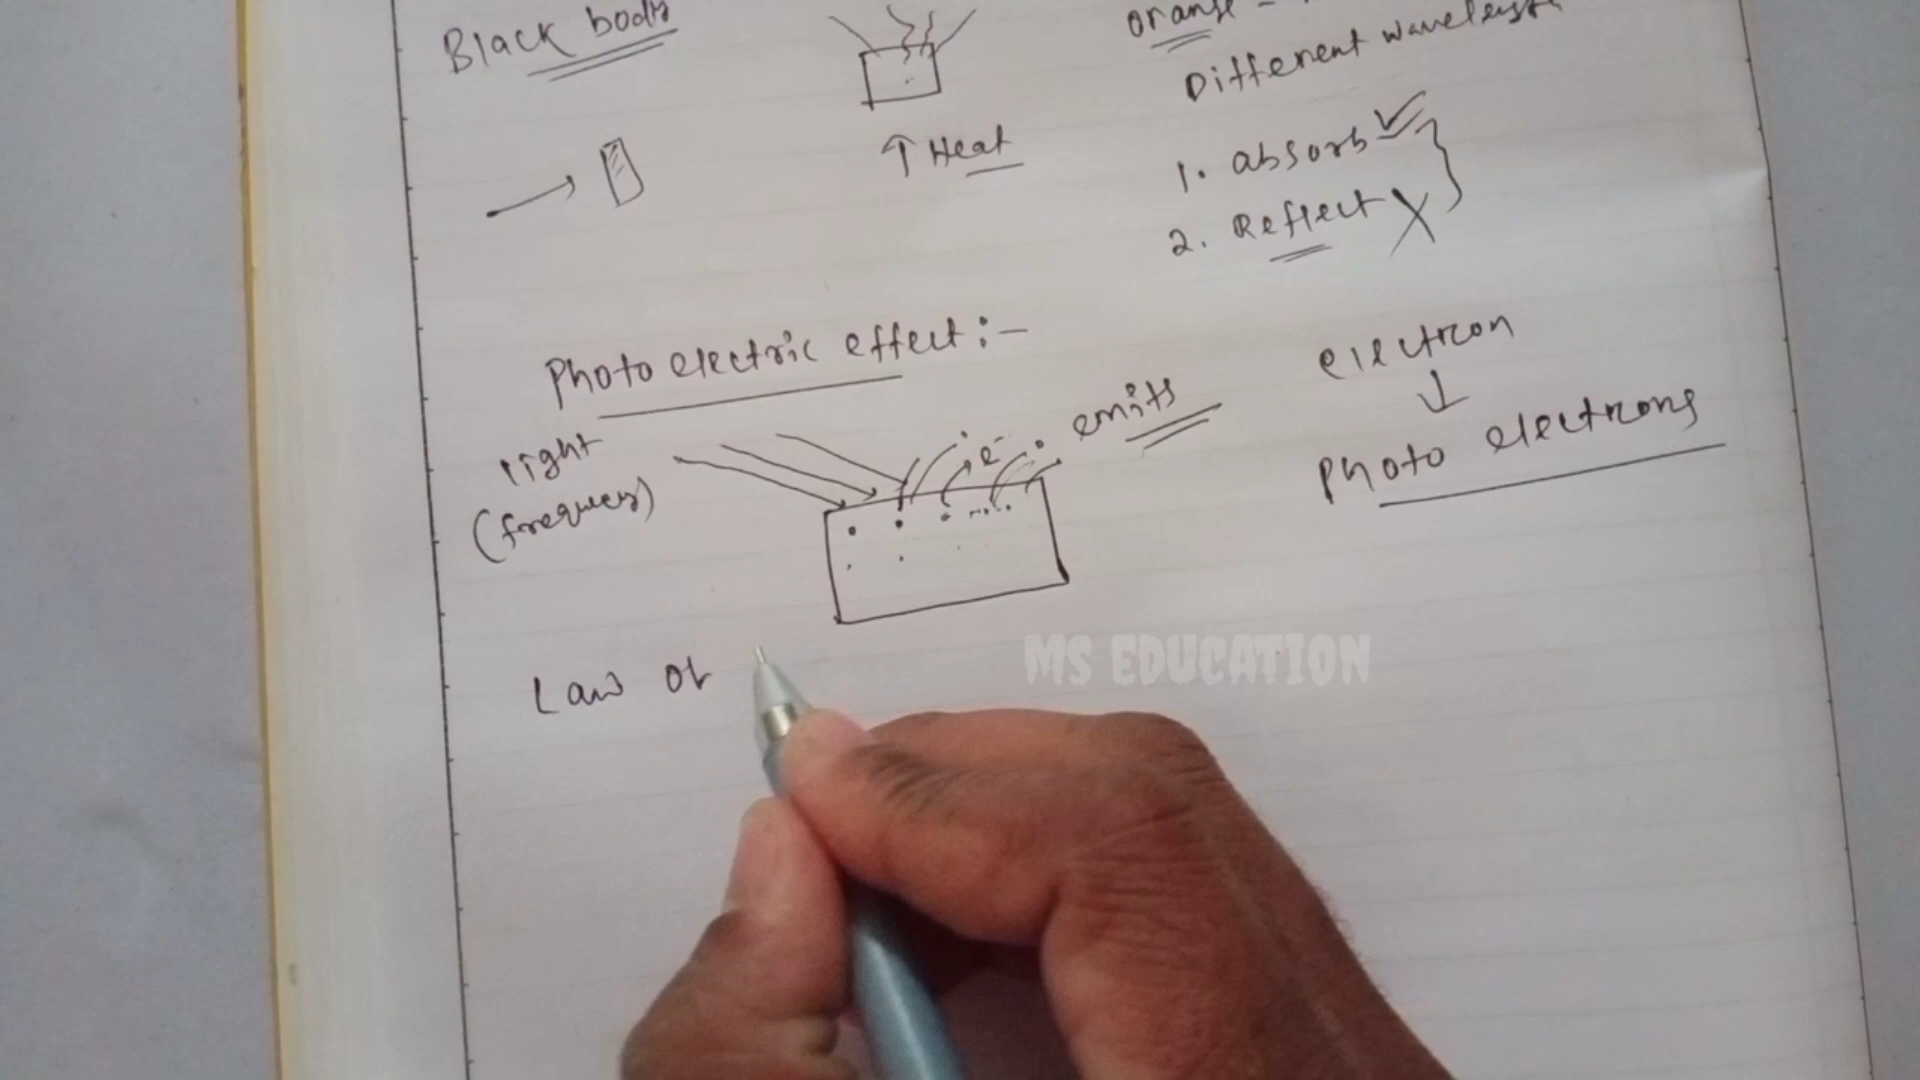 Black body
↑ Heat
orange -
Different wavelength
1. absorb ✓
2. Reflect X
Photo electric effect :-
light
(frequency)
e-
emits
electron
↓
Photo electrons
Law of
MS EDUCATION